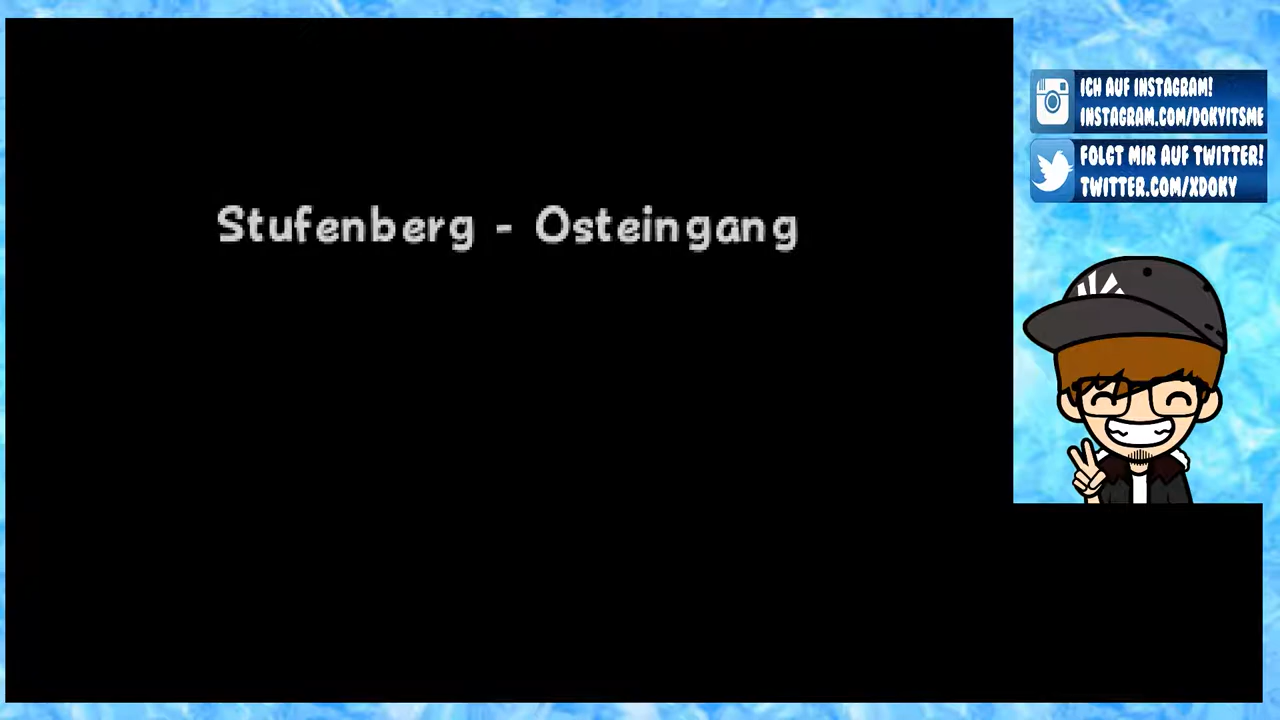 Stufenberg - Osteingang
ICH AUF INSTAGRAM!
INSTAGRAM.COM/DOKYITSME
FOLGT MIR AUF TWITTER!
TWITTER.COM/XDOKY